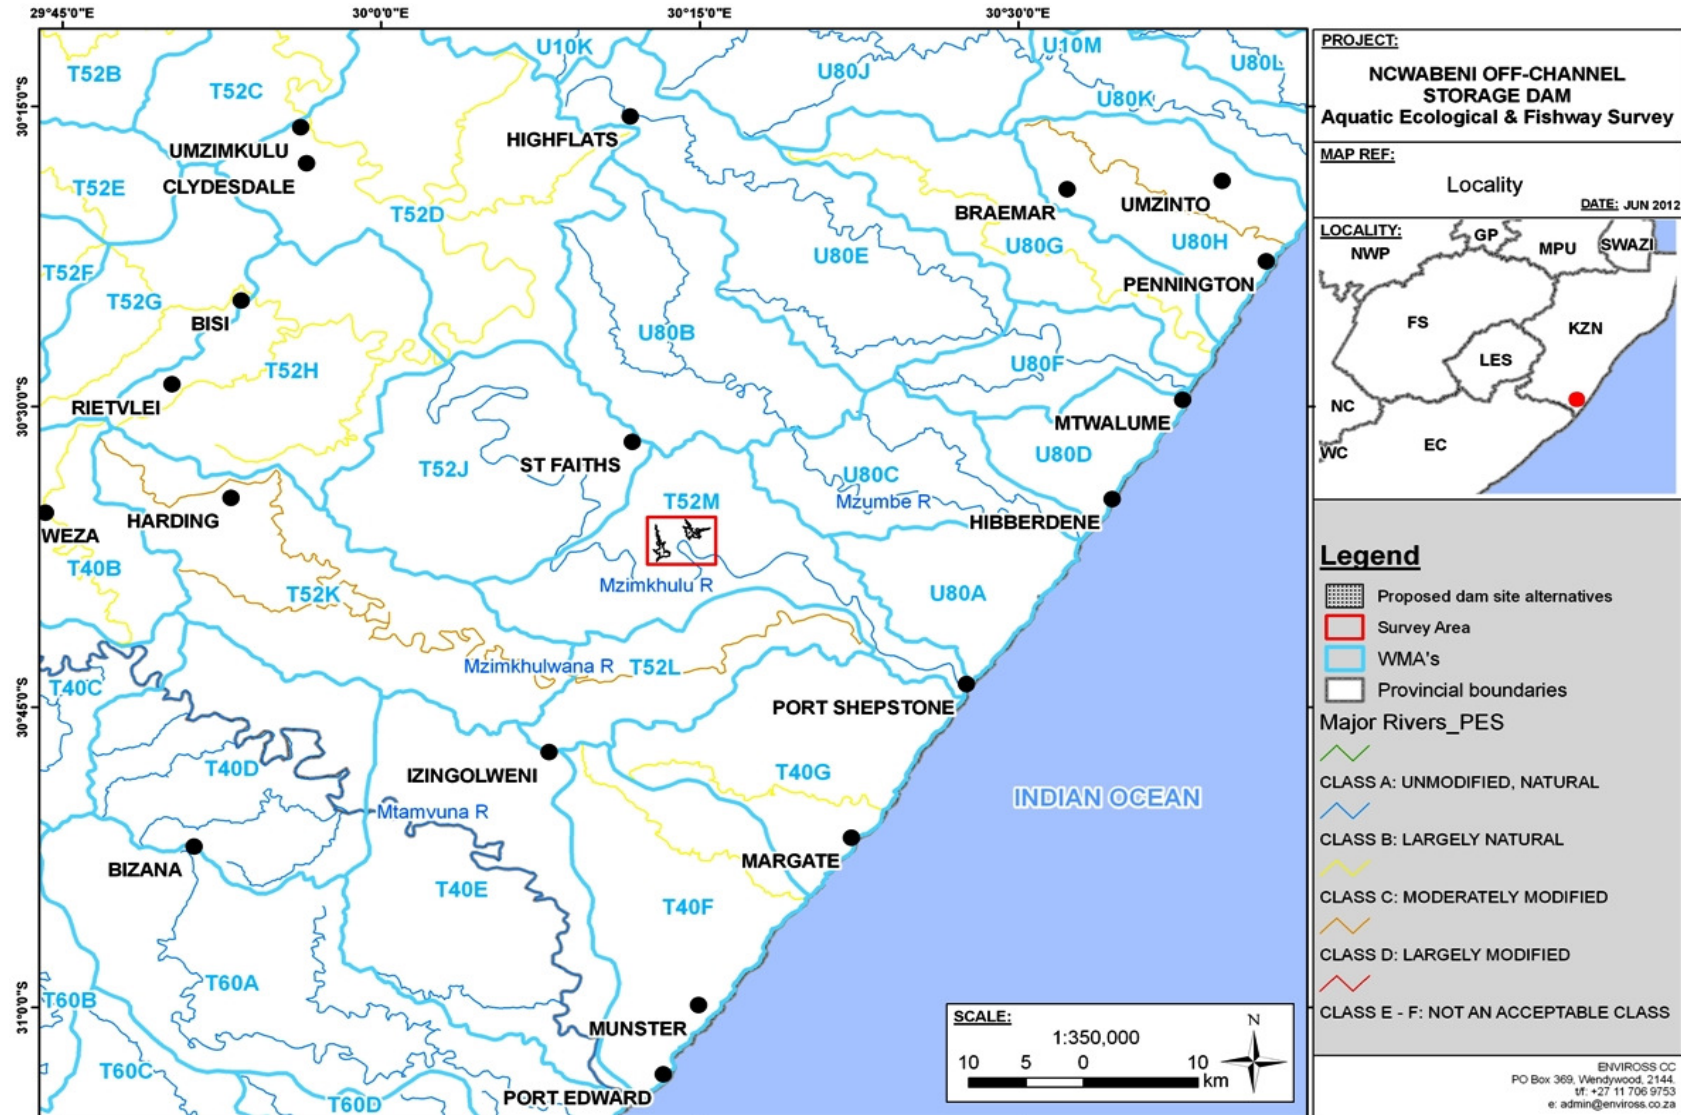 29°45'0"E 30°0'0"E 30°15'0"E 30°30'0"E
30°15'0"S
30°30'0"S
30°45'0"S
31°0'0"S
T52B
T52C
U10K
U80J
U10M
U80L
U80K
HIGHFLATS
UMZIMKULU
CLYDESDALE
T52E
T52D
BRAEMAR
UMZINTO
U80H
U80G
U80E
T52F
T52G
PENNINGTON
BISI
U80B
T52H
U80F
RIETVLEI
MTWALUME
U80D
ST FAITHS
T52J
U80C
Mzumbe R
T52M
HARDING
HIBBERDENE
WEZA
T40B
T52K
Mzimkhulu R
U80A
Mzimkhulwana R
T52L
T40C
PORT SHEPSTONE
T40D
IZINGOLWENI
T40G
INDIAN OCEAN
Mtamvuna R
BIZANA
MARGATE
T40E
T40F
T60A
T60B
MUNSTER
T60C
PORT EDWARD
T60D
SCALE:
1:350,000
10 5 0 10
km
N
PROJECT:
NCWABENI OFF-CHANNEL
STORAGE DAM
Aquatic Ecological & Fishway Survey
MAP REF:
Locality
DATE: JUN 2012
LOCALITY:
GP
NWP
MPU
SWAZI
FS
KZN
LES
NC
EC
WC
Legend
Proposed dam site alternatives
Survey Area
WMA's
Provincial boundaries
Major Rivers_PES
CLASS A: UNMODIFIED, NATURAL
CLASS B: LARGELY NATURAL
CLASS C: MODERATELY MODIFIED
CLASS D: LARGELY MODIFIED
CLASS E - F: NOT AN ACCEPTABLE CLASS
ENVIROSS CC
PO Box 369, Wendywood, 2144.
t/f: +27 11 706 9753
e: admin@enviross.co.za